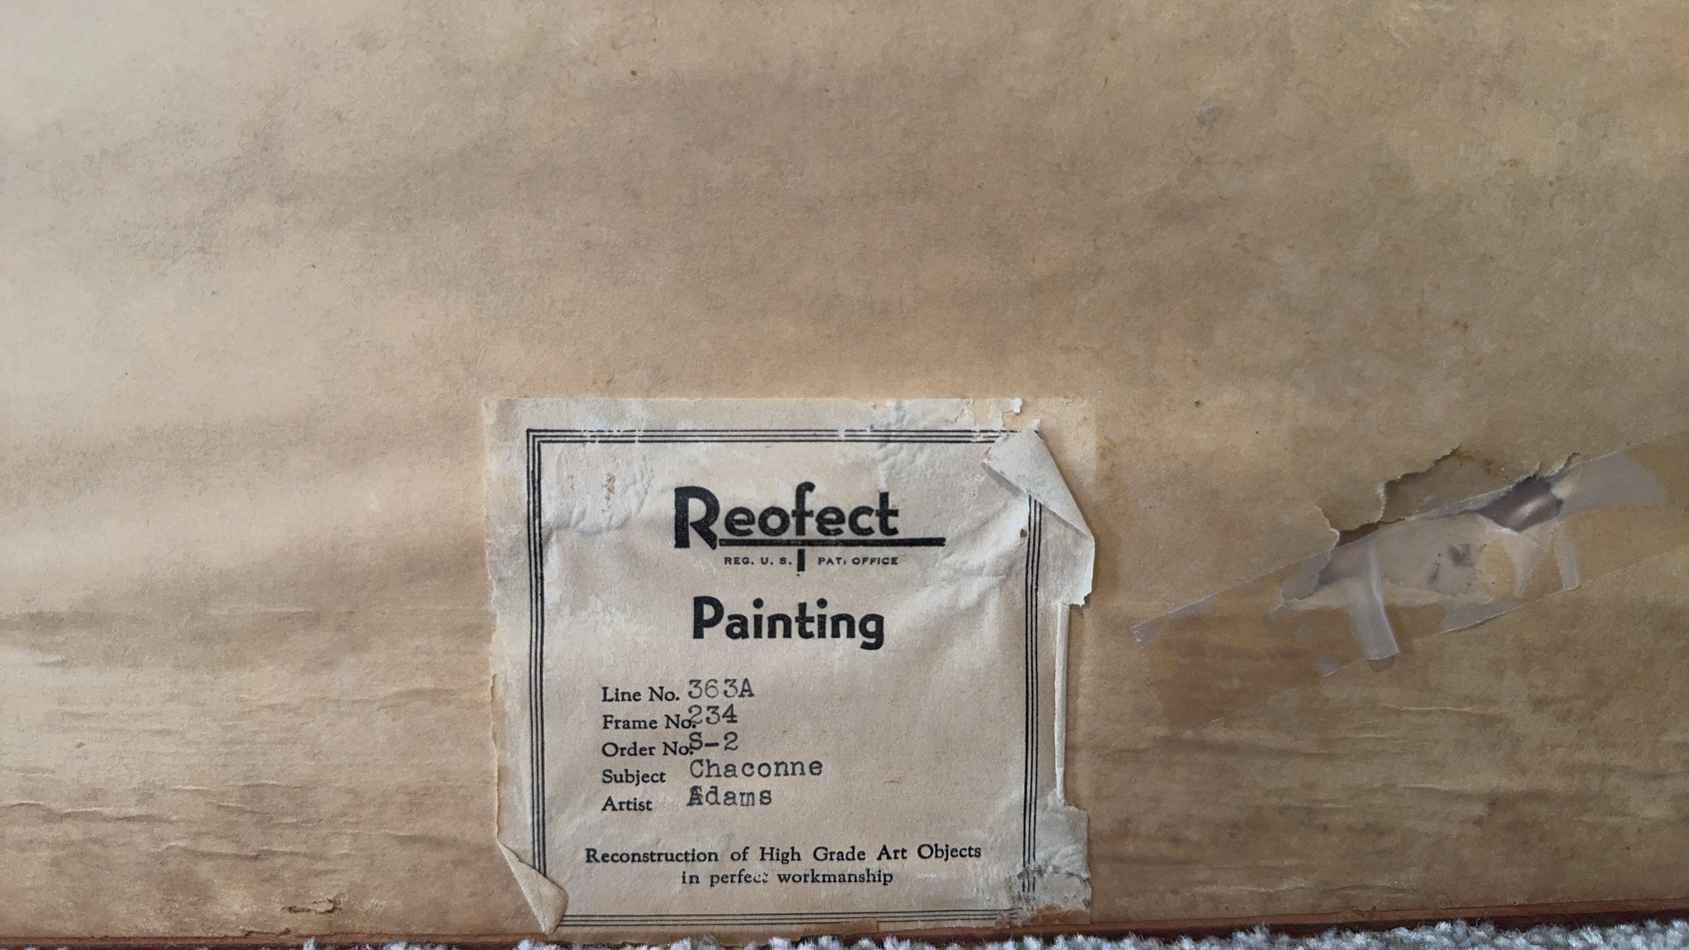 Reofect
REG. U. S. PAT. OFFICE
Painting
Line No. 363A
Frame No. 234
Order No. S-2
Subject Chaconne
Artist Adams
Reconstruction of High Grade Art Objects
in perfect workmanship